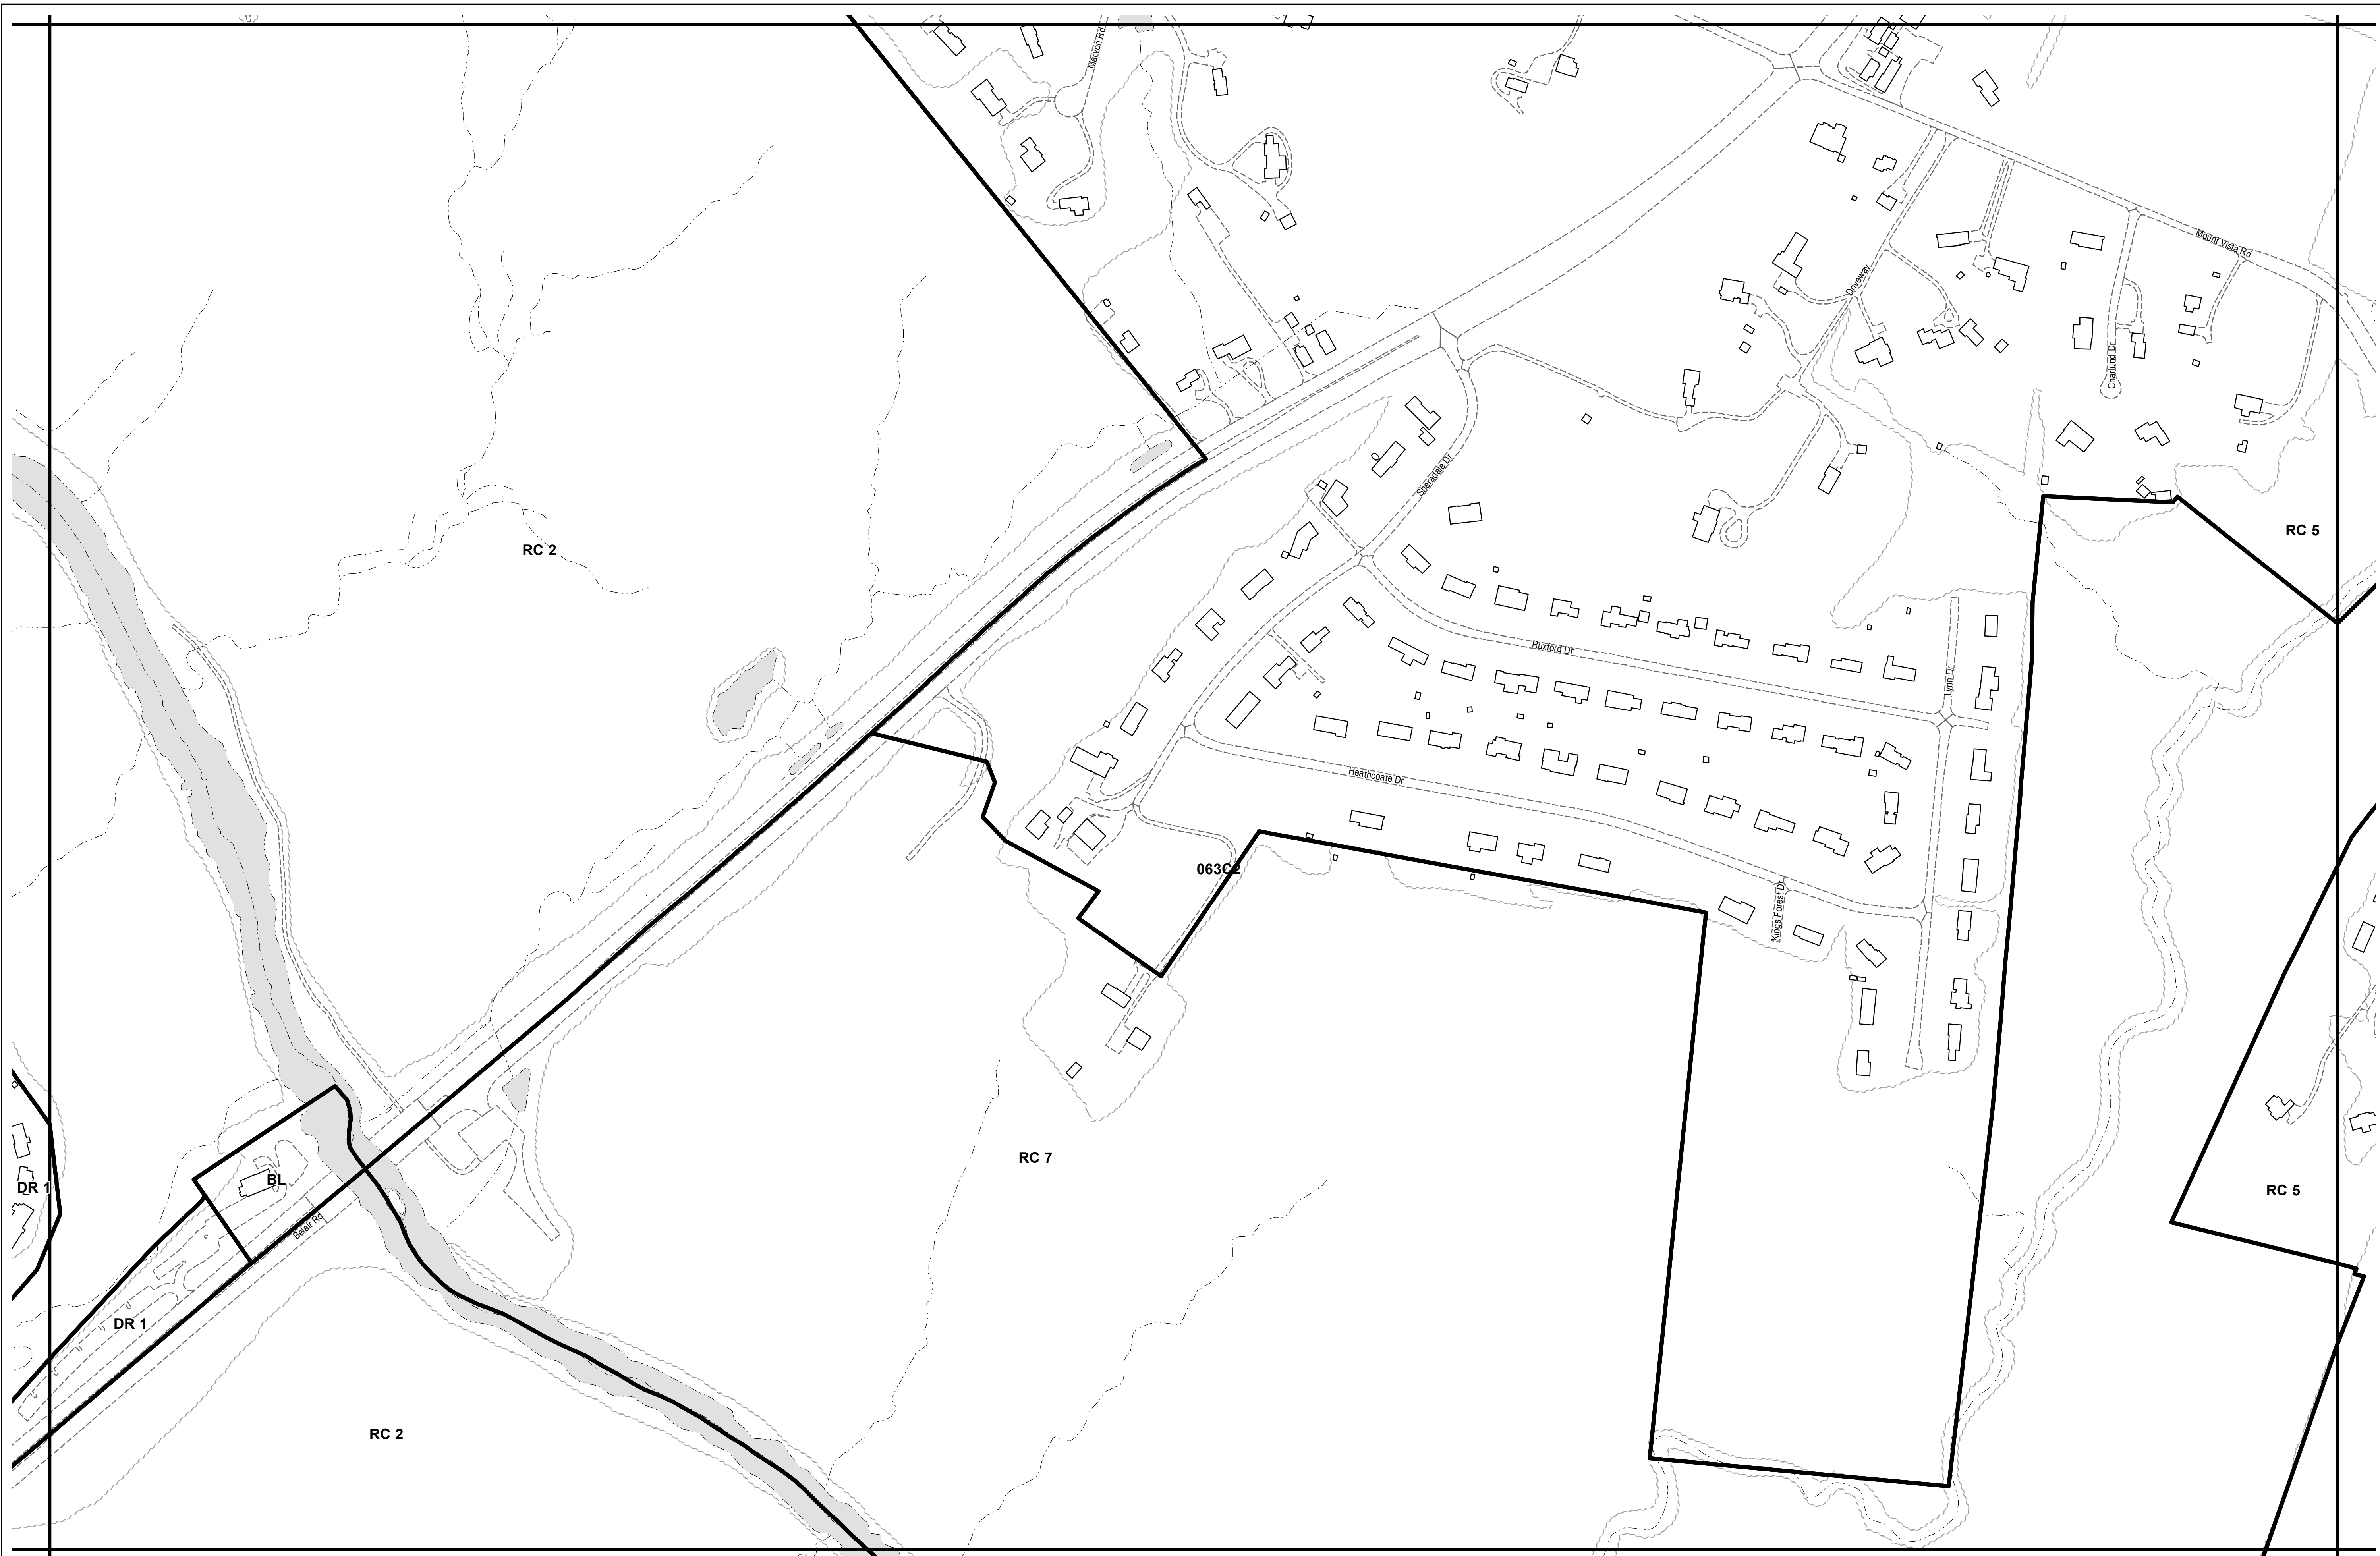 Marvon Rd
Mount Vista Rd
Driveway
Charlund Dr
Sheradale Dr
RC 5
RC 2
Ruxford Dr
Lynn Dr
Heathcoate Dr
063C2
Kings Forest Dr
RC 7
BL
DR 1
RC 5
Belair Rd
DR 1
RC 2